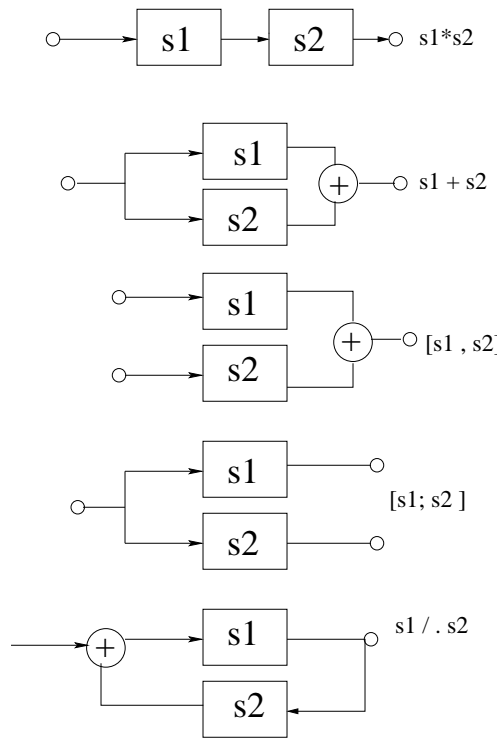 s1 s2 s1*s2
s1
+ s1 + s2
s2
s1
+ [s1 , s2]
s2
s1
[s1; s2 ]
s2
s1 s1 / . s2
+
s2